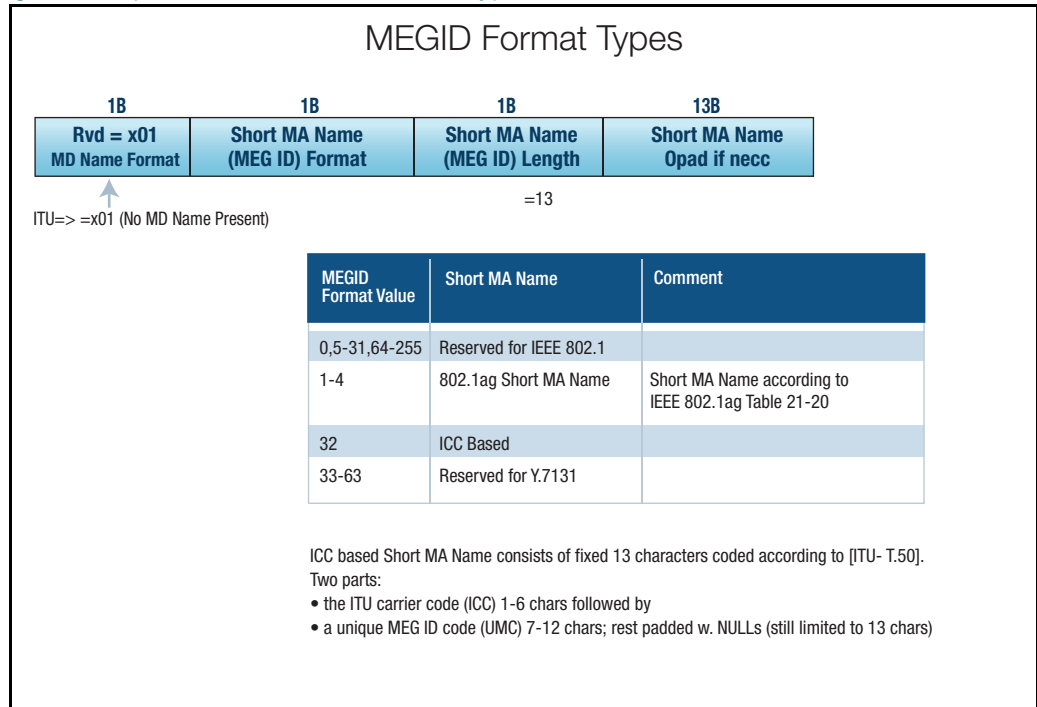 MEGID Format Types
1B 1B 1B 13B
Rvd = x01 Short MA Name Short MA Name Short MA Name
MD Name Format (MEG ID) Format (MEG ID) Length Opad if necc
=13
ITU=> =x01 (No MD Name Present)
MEGID Short MA Name Comment
Format Value
0,5-31,64-255 Reserved for IEEE 802.1
1-4 802.1ag Short MA Name Short MA Name according to
IEEE 802.1ag Table 21-20
32 ICC Based
33-63 Reserved for Y.7131
ICC based Short MA Name consists of fixed 13 characters coded according to [ITU- T.50].
Two parts:
• the ITU carrier code (ICC) 1-6 chars followed by
• a unique MEG ID code (UMC) 7-12 chars; rest padded w. NULLs (still limited to 13 chars)